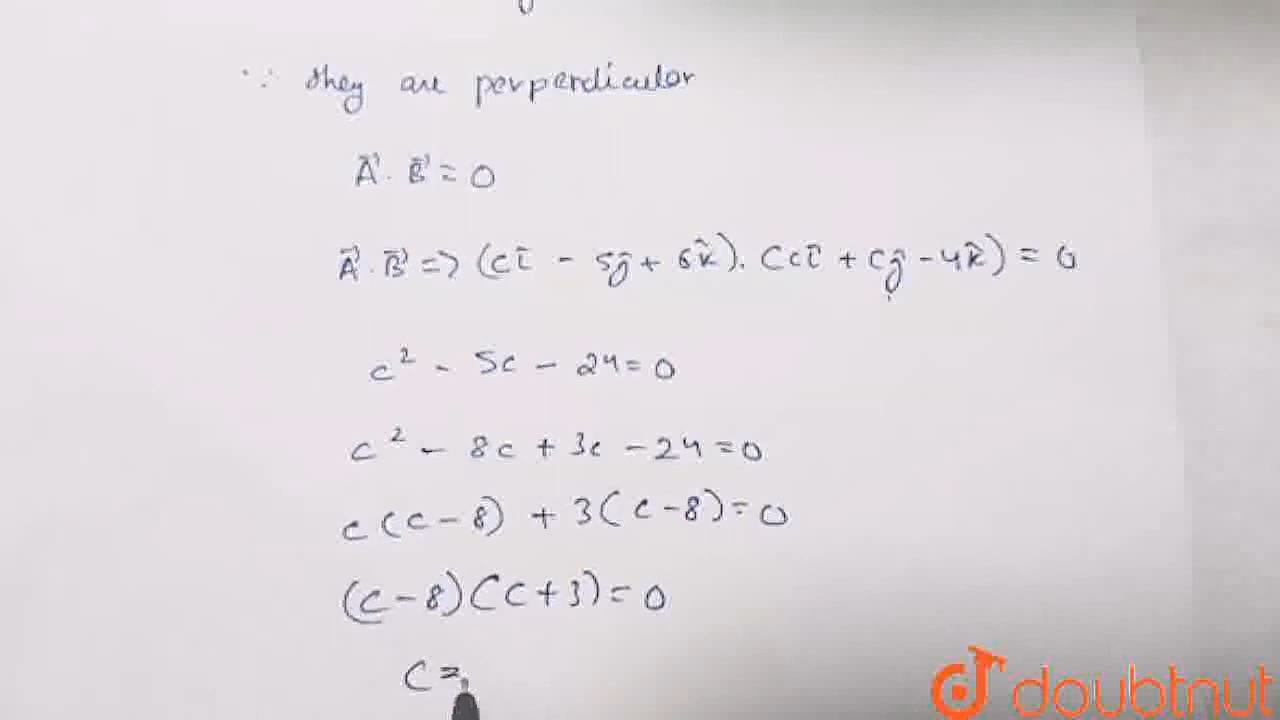 ∵ they are perpendicular
A⃗ · B⃗ = 0
A⃗ · B⃗ => (cî - 5ĵ + 6k̂) · (cî + cĵ - 4k̂) = 0
c² - 5c - 24 = 0
c² - 8c + 3c - 24 = 0
c (c - 8) + 3 (c - 8) = 0
(c - 8) (c + 3) = 0
c =
doubtnut